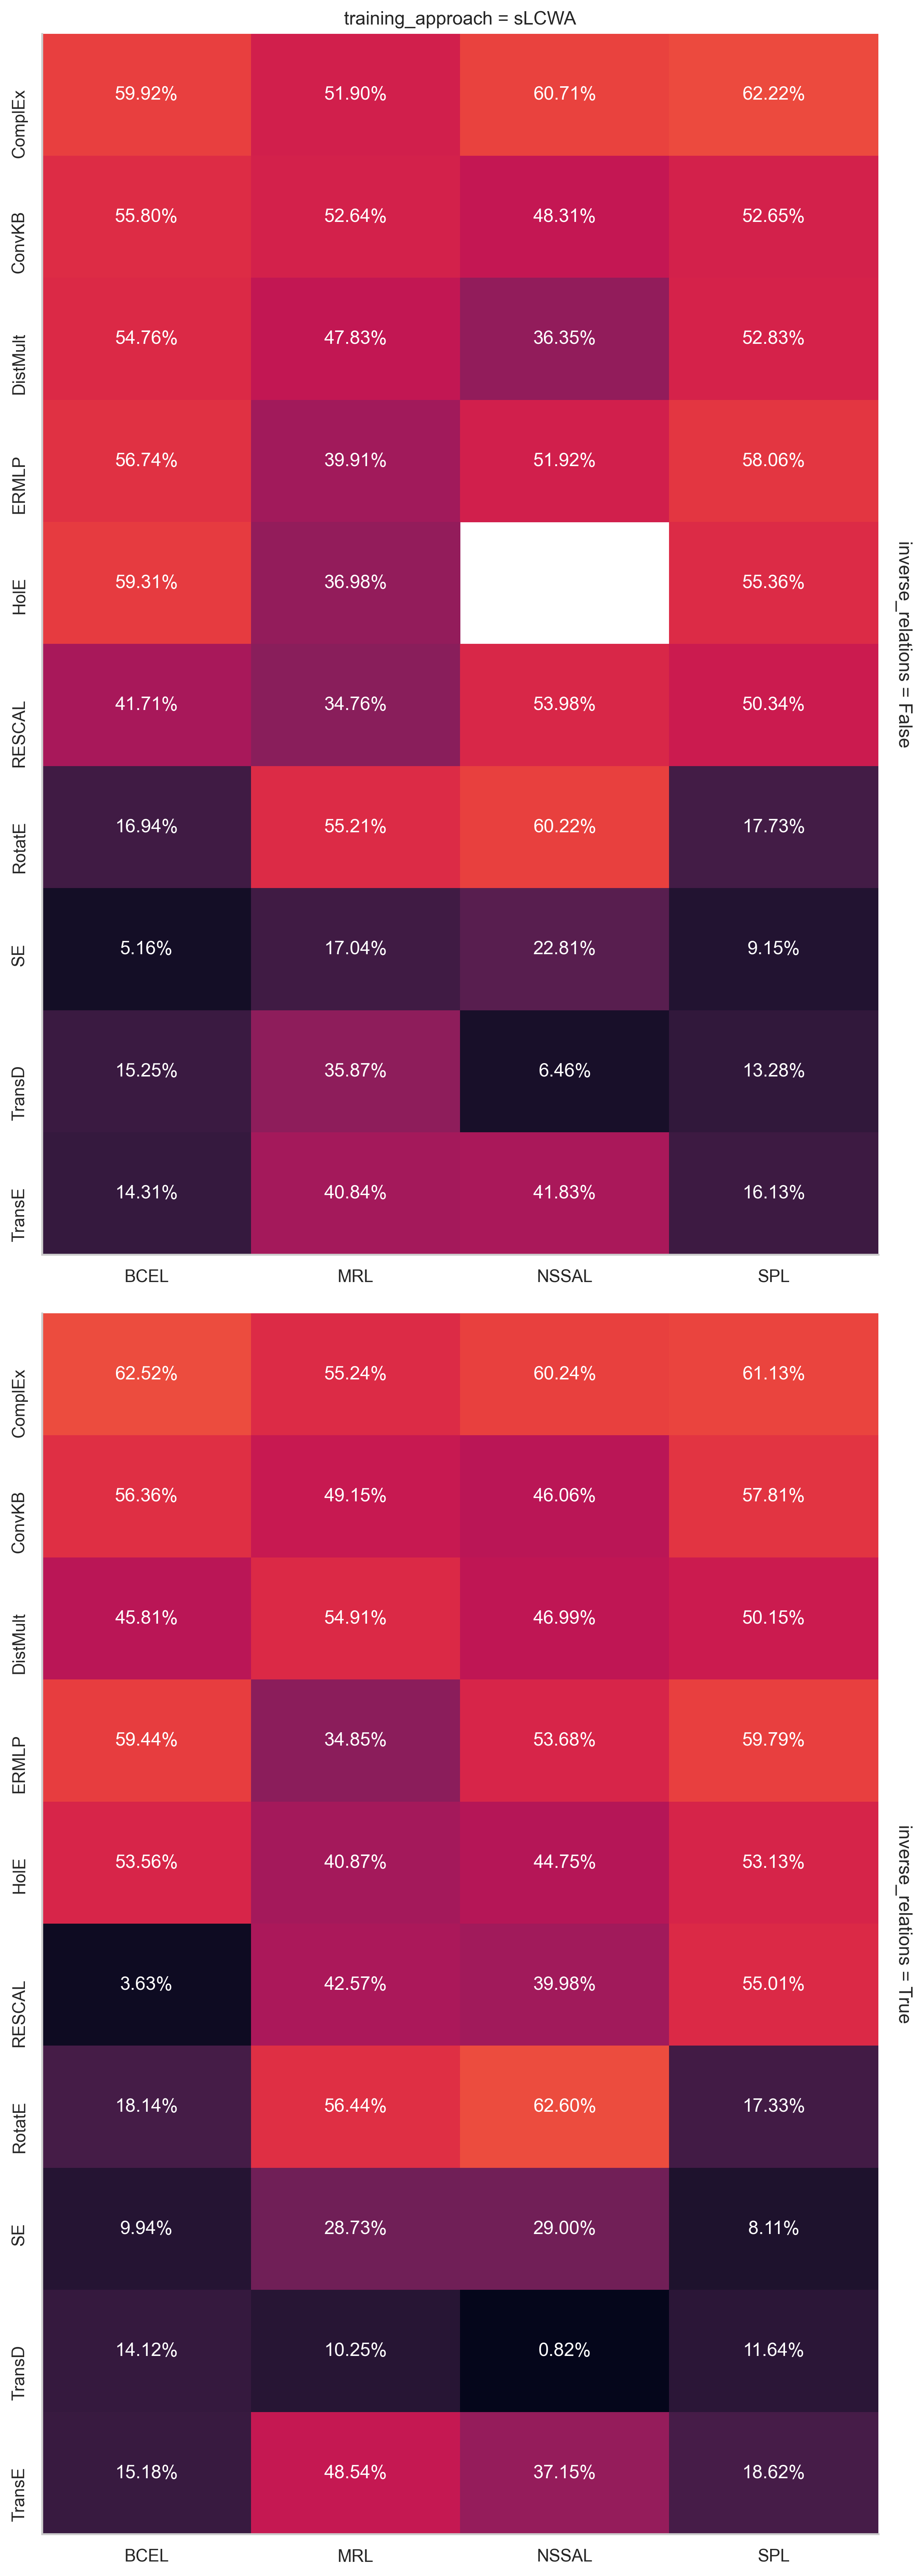 training_approach = sLCWA
ComplEx 59.92% 51.90% 60.71% 62.22%
ConvKB 55.80% 52.64% 48.31% 52.65%
DistMult 54.76% 47.83% 36.35% 52.83%
ERMLP 56.74% 39.91% 51.92% 58.06%
HolE 59.31% 36.98% 55.36%
RESCAL 41.71% 34.76% 53.98% 50.34%
RotatE 16.94% 55.21% 60.22% 17.73%
SE 5.16% 17.04% 22.81% 9.15%
TransD 15.25% 35.87% 6.46% 13.28%
TransE 14.31% 40.84% 41.83% 16.13%
BCEL MRL NSSAL SPL
inverse_relations = False
ComplEx 62.52% 55.24% 60.24% 61.13%
ConvKB 56.36% 49.15% 46.06% 57.81%
DistMult 45.81% 54.91% 46.99% 50.15%
ERMLP 59.44% 34.85% 53.68% 59.79%
HolE 53.56% 40.87% 44.75% 53.13%
RESCAL 3.63% 42.57% 39.98% 55.01%
RotatE 18.14% 56.44% 62.60% 17.33%
SE 9.94% 28.73% 29.00% 8.11%
TransD 14.12% 10.25% 0.82% 11.64%
TransE 15.18% 48.54% 37.15% 18.62%
BCEL MRL NSSAL SPL
inverse_relations = True